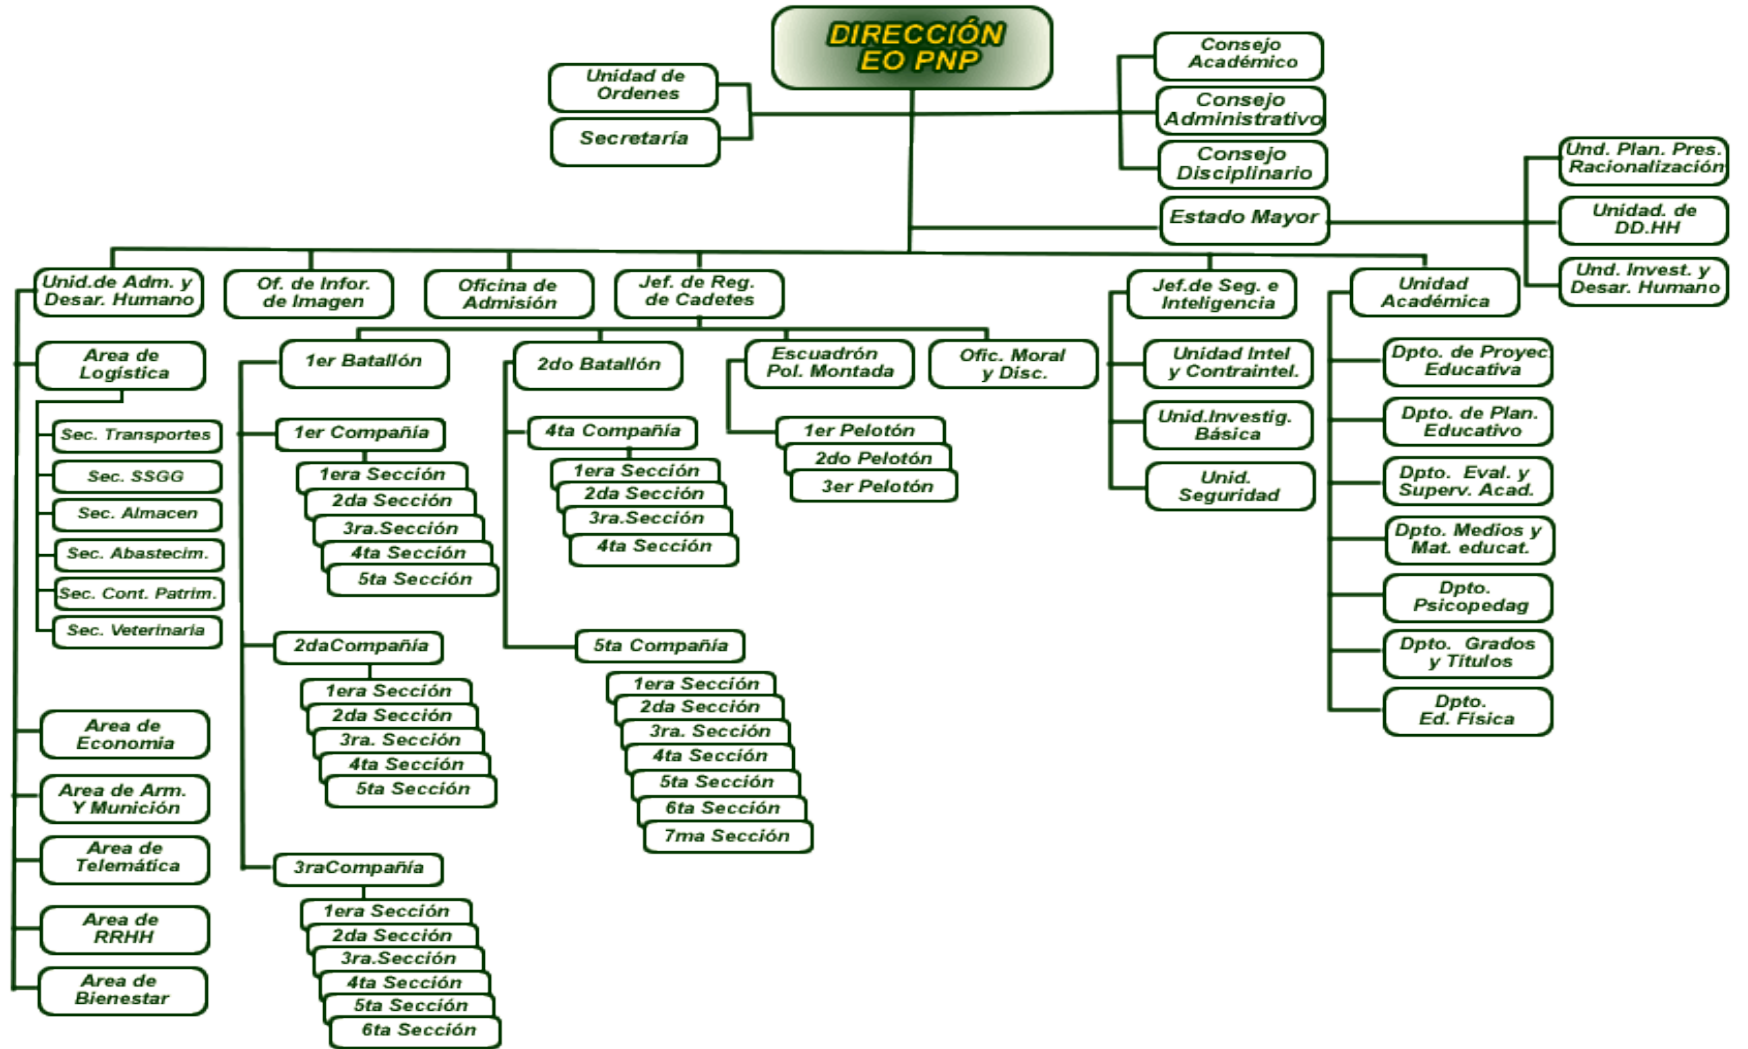 DIRECCIÓN
EO PNP
Unidad de
Ordenes
Secretaría
Consejo
Académico
Consejo
Administrativo
Consejo
Disciplinario
Estado Mayor
Und. Plan. Pres.
Racionalización
Unidad. de
DD.HH
Und. Invest. y
Desar. Humano
Unid.de Adm. y
Desar. Humano
Of. de Infor.
de Imagen
Oficina de
Admisión
Jef. de Reg.
de Cadetes
Jef.de Seg. e
Inteligencia
Unidad
Académica
Area de
Logística
Sec. Transportes
Sec. SSGG
Sec. Almacen
Sec. Abastecim.
Sec. Cont. Patrim.
Sec. Veterinaria
Area de
Economia
Area de Arm.
Y Munición
Area de
Telemática
Area de
RRHH
Area de
Bienestar
1er Batallón
1er Compañía
1era Sección
2da Sección
3ra.Sección
4ta Sección
5ta Sección
2daCompañía
1era Sección
2da Sección
3ra. Sección
4ta Sección
5ta Sección
3raCompañía
1era Sección
2da Sección
3ra.Sección
4ta Sección
5ta Sección
6ta Sección
2do Batallón
4ta Compañía
1era Sección
2da Sección
3ra.Sección
4ta Sección
5ta Compañía
1era Sección
2da Sección
3ra. Sección
4ta Sección
5ta Sección
6ta Sección
7ma Sección
Escuadrón
Pol. Montada
1er Pelotón
2do Pelotón
3er Pelotón
Ofic. Moral
y Disc.
Unidad Intel
y Contraintel.
Unid.Investig.
Básica
Unid.
Seguridad
Dpto. de Proyec
Educativa
Dpto. de Plan.
Educativo
Dpto. Eval. y
Superv. Acad.
Dpto. Medios y
Mat. educat.
Dpto.
Psicopedag
Dpto. Grados
y Títulos
Dpto.
Ed. Física